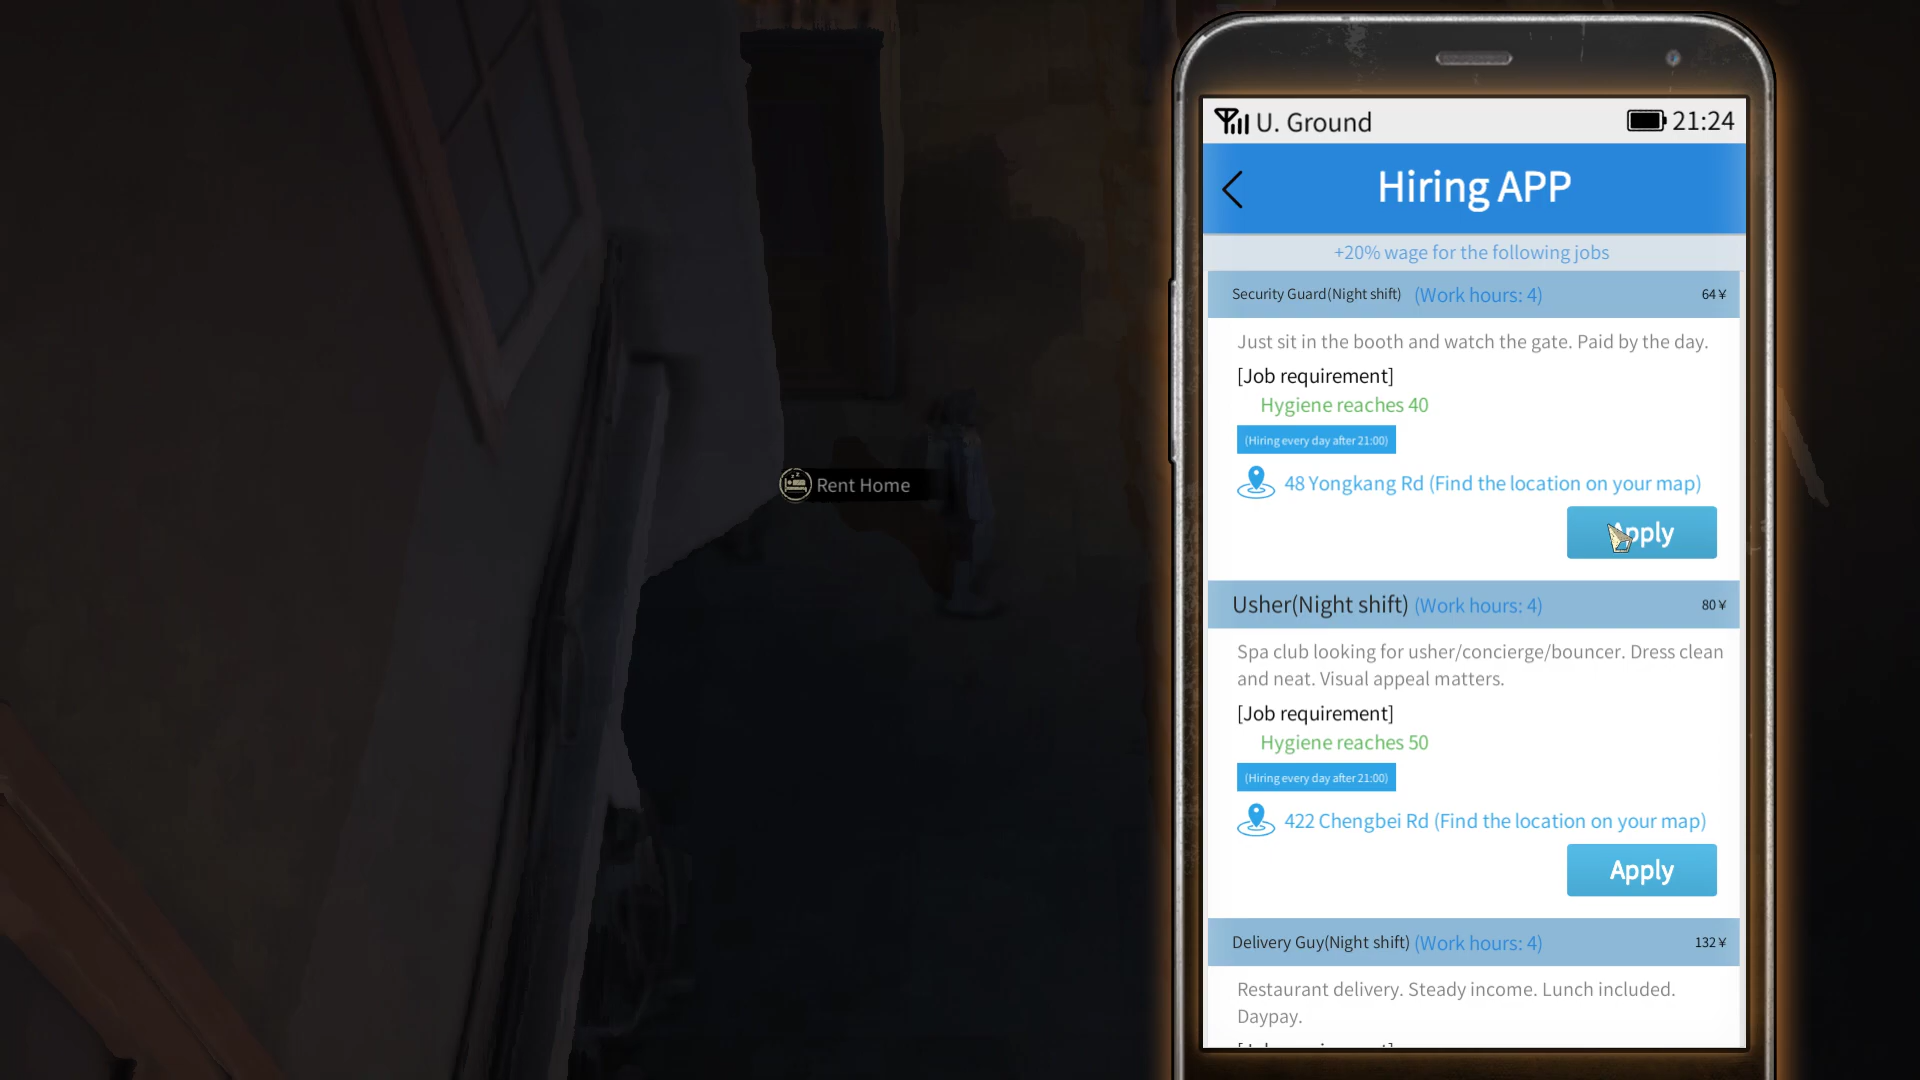 U. Ground 21:24
Hiring APP
+20% wage for the following jobs
Security Guard(Night shift) (Work hours: 4) 64¥
Just sit in the booth and watch the gate. Paid by the day.
[Job requirement]
Hygiene reaches 40
(Hiring every day after 21:00)
48 Yongkang Rd (Find the location on your map)
Rent Home
Apply
Usher(Night shift) (Work hours: 4) 80¥
Spa club looking for usher/concierge/bouncer. Dress clean
and neat. Visual appeal matters.
[Job requirement]
Hygiene reaches 50
(Hiring every day after 21:00)
422 Chengbei Rd (Find the location on your map)
Apply
Delivery Guy(Night shift) (Work hours: 4) 132¥
Restaurant delivery. Steady income. Lunch included.
Daypay.